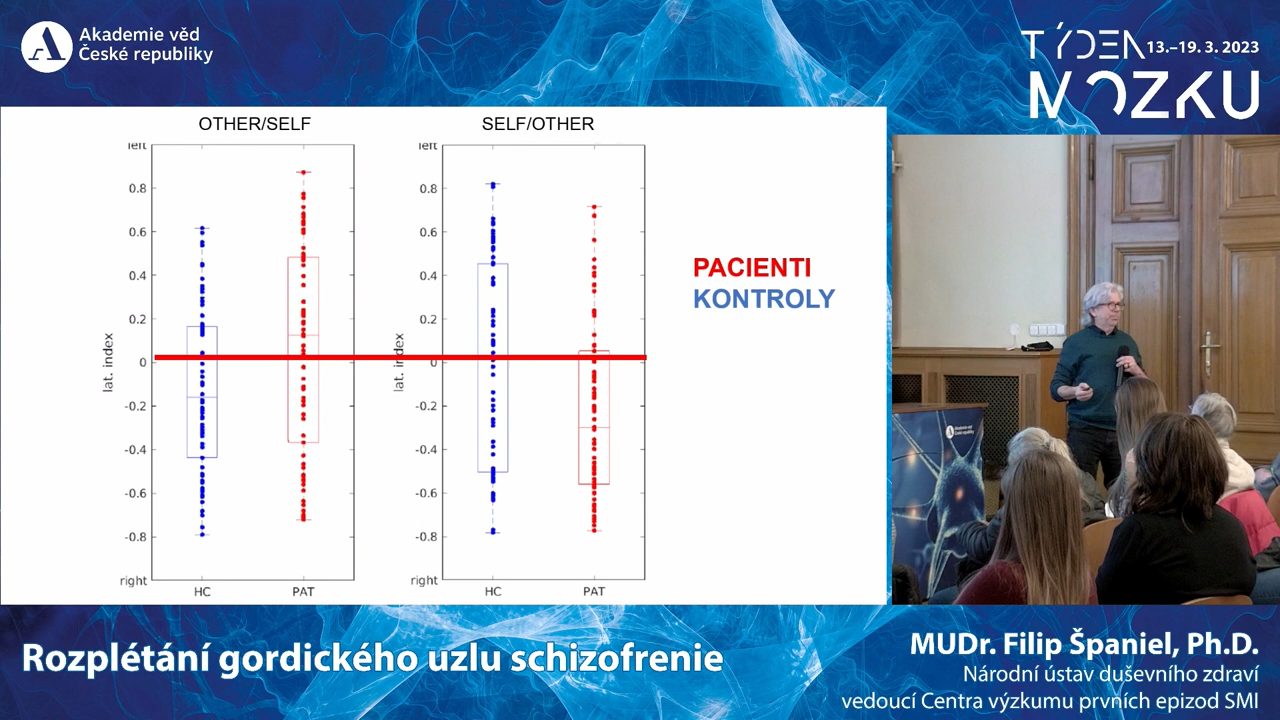 Akademie věd
České republiky
TÝDEN 13.–19. 3. 2023
MOZKU
OTHER/SELF
SELF/OTHER
left
0.8
0.6
0.4
0.2
0
-0.2
-0.4
-0.6
-0.8
right
lat. index
HC
PAT
left
0.8
0.6
0.4
0.2
0
-0.2
-0.4
-0.6
-0.8
right
lat. index
HC
PAT
PACIENTI
KONTROLY
Akademie věd
České republiky
Rozplétání gordického uzlu schizofrenie
MUDr. Filip Španiel, Ph.D.
Národní ústav duševního zdraví
vedoucí Centra výzkumu prvních epizod SMI